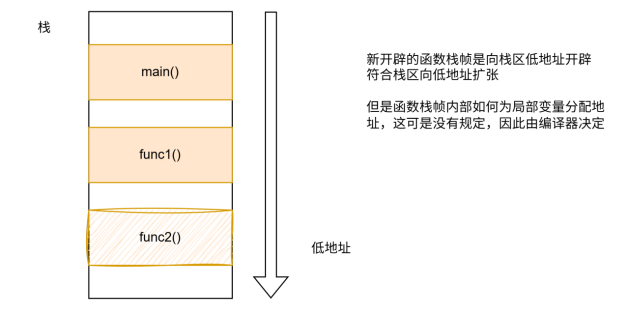 栈
main()
func1()
func2()
新开辟的函数栈帧是向栈区低地址开辟
符合栈区向低地址扩张
但是函数栈帧内部如何为局部变量分配地
址，这可是没有规定，因此由编译器决定
低地址